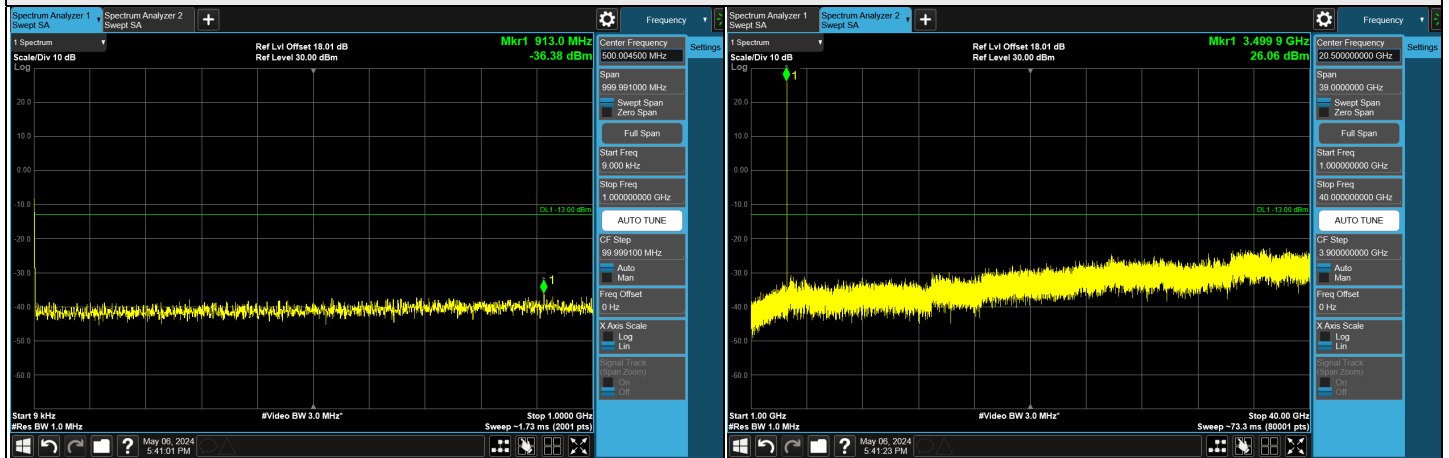 Spectrum Analyzer 1
Swept SA
Spectrum Analyzer 2
Swept SA
+
Frequency
1 Spectrum
Scale/Div 10 dB
Log
Ref Lvl Offset 18.01 dB
Ref Level 30.00 dBm
Mkr1 913.0 MHz
-36.38 dBm
1
20.0
10.0
0.00
-10.0
DL1 -13.00 dBm
-20.0
-30.0
1
-40.0
-50.0
-60.0
Start 9 kHz
#Res BW 1.0 MHz
#Video BW 3.0 MHz*
Stop 1.0000 GHz
Sweep ~1.73 ms (2001 pts)
Center Frequency
500.004500 MHz
Settings
Span
999.991000 MHz
Swept Span
Zero Span
Full Span
Start Freq
9.000 kHz
Stop Freq
1.000000000 GHz
AUTO TUNE
CF Step
99.999100 MHz
Auto
Man
Freq Offset
0 Hz
X Axis Scale
Log
Lin
Signal Track
(Span Zoom)
On
Off
?
May 06, 2024
5:41:01 PM
Spectrum Analyzer 1
Swept SA
Spectrum Analyzer 2
Swept SA
+
Frequency
1 Spectrum
Scale/Div 10 dB
Log
Ref Lvl Offset 18.01 dB
Ref Level 30.00 dBm
Mkr1 3.499 9 GHz
26.06 dBm
1
20.0
10.0
0.00
-10.0
DL1 -13.00 dBm
-20.0
-30.0
-40.0
-50.0
-60.0
Start 1.00 GHz
#Res BW 1.0 MHz
#Video BW 3.0 MHz*
Stop 40.00 GHz
Sweep ~73.3 ms (80001 pts)
Center Frequency
20.500000000 GHz
Settings
Span
39.0000000 GHz
Swept Span
Zero Span
Full Span
Start Freq
1.000000000 GHz
Stop Freq
40.000000000 GHz
AUTO TUNE
CF Step
3.900000000 GHz
Auto
Man
Freq Offset
0 Hz
X Axis Scale
Log
Lin
Signal Track
(Span Zoom)
On
Off
?
May 06, 2024
5:41:23 PM